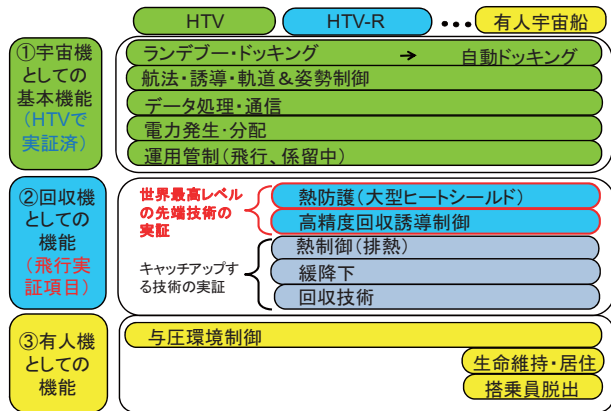 HTV
HTV-R
･･･
有人宇宙船
①宇宙機
としての
基本機能
(HTVで
実証済)
ランデブー・ドッキング → 自動ドッキング
航法・誘導・軌道&姿勢制御
データ処理・通信
電力発生・分配
運用管制(飛行、係留中)
②回収機
としての
機能
(飛行実
証項目)
世界最高レベル
の先端技術の
実証
熱防護(大型ヒートシールド)
高精度回収誘導制御
キャッチアップす
る技術の実証
熱制御(排熱)
緩降下
回収技術
③有人機
としての
機能
与圧環境制御
生命維持・居住
搭乗員脱出